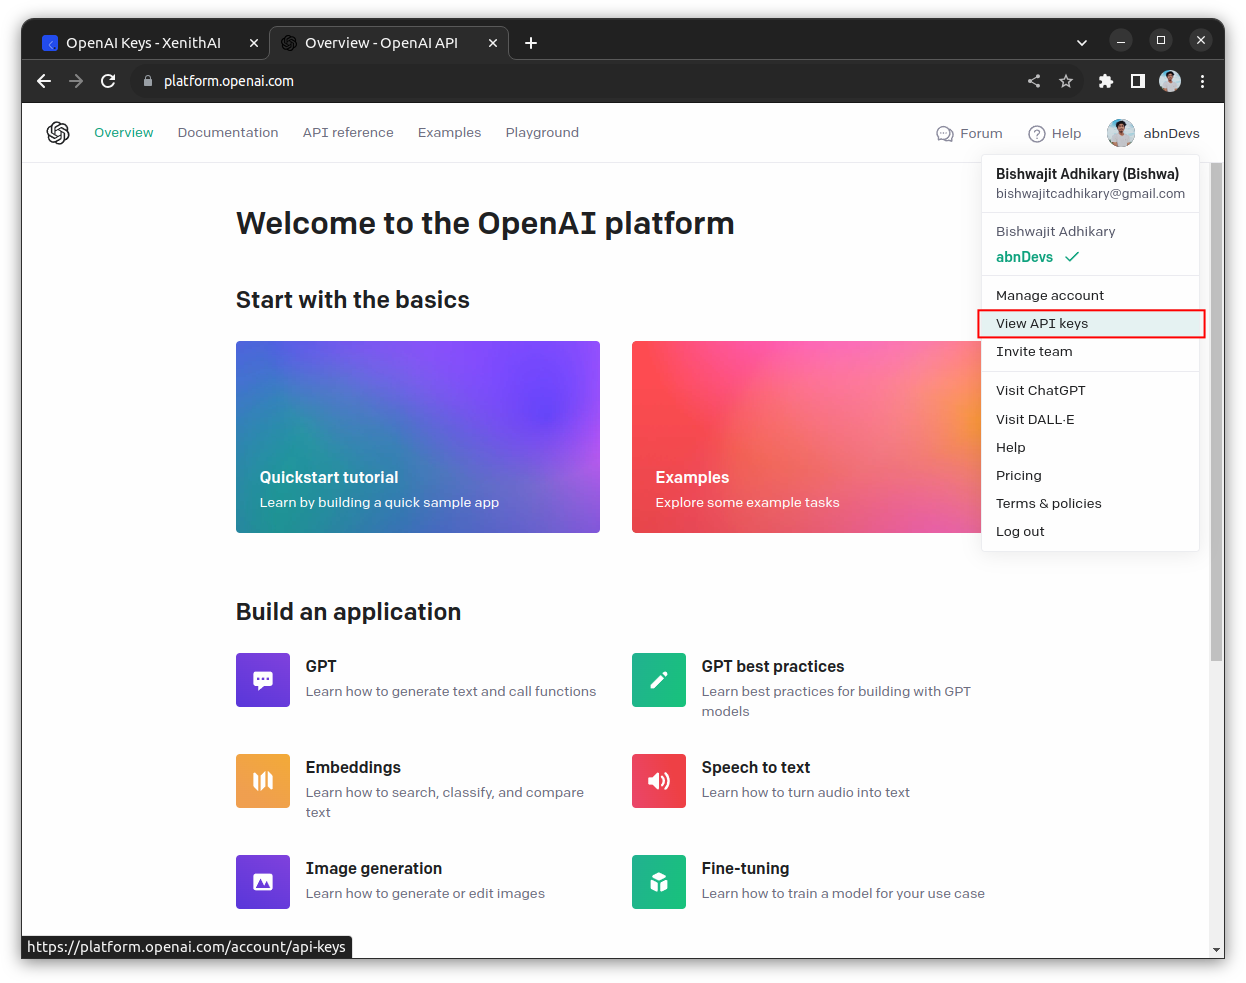 OpenAI Keys - XenithAI
Overview - OpenAI API
platform.openai.com
Overview
Documentation
API reference
Examples
Playground
Forum
Help
abnDevs
Bishwajit Adhikary (Bishwa)
bishwajitcadhikary@gmail.com
Bishwajit Adhikary
abnDevs
Manage account
View API keys
Invite team
Visit ChatGPT
Visit DALL·E
Help
Pricing
Terms & policies
Log out
Welcome to the OpenAI platform
Start with the basics
Quickstart tutorial
Learn by building a quick sample app
Examples
Explore some example tasks
Build an application
GPT
Learn how to generate text and call functions
GPT best practices
Learn best practices for building with GPT
models
Embeddings
Learn how to search, classify, and compare
text
Speech to text
Learn how to turn audio into text
Image generation
Learn how to generate or edit images
Fine-tuning
Learn how to train a model for your use case
https://platform.openai.com/account/api-keys